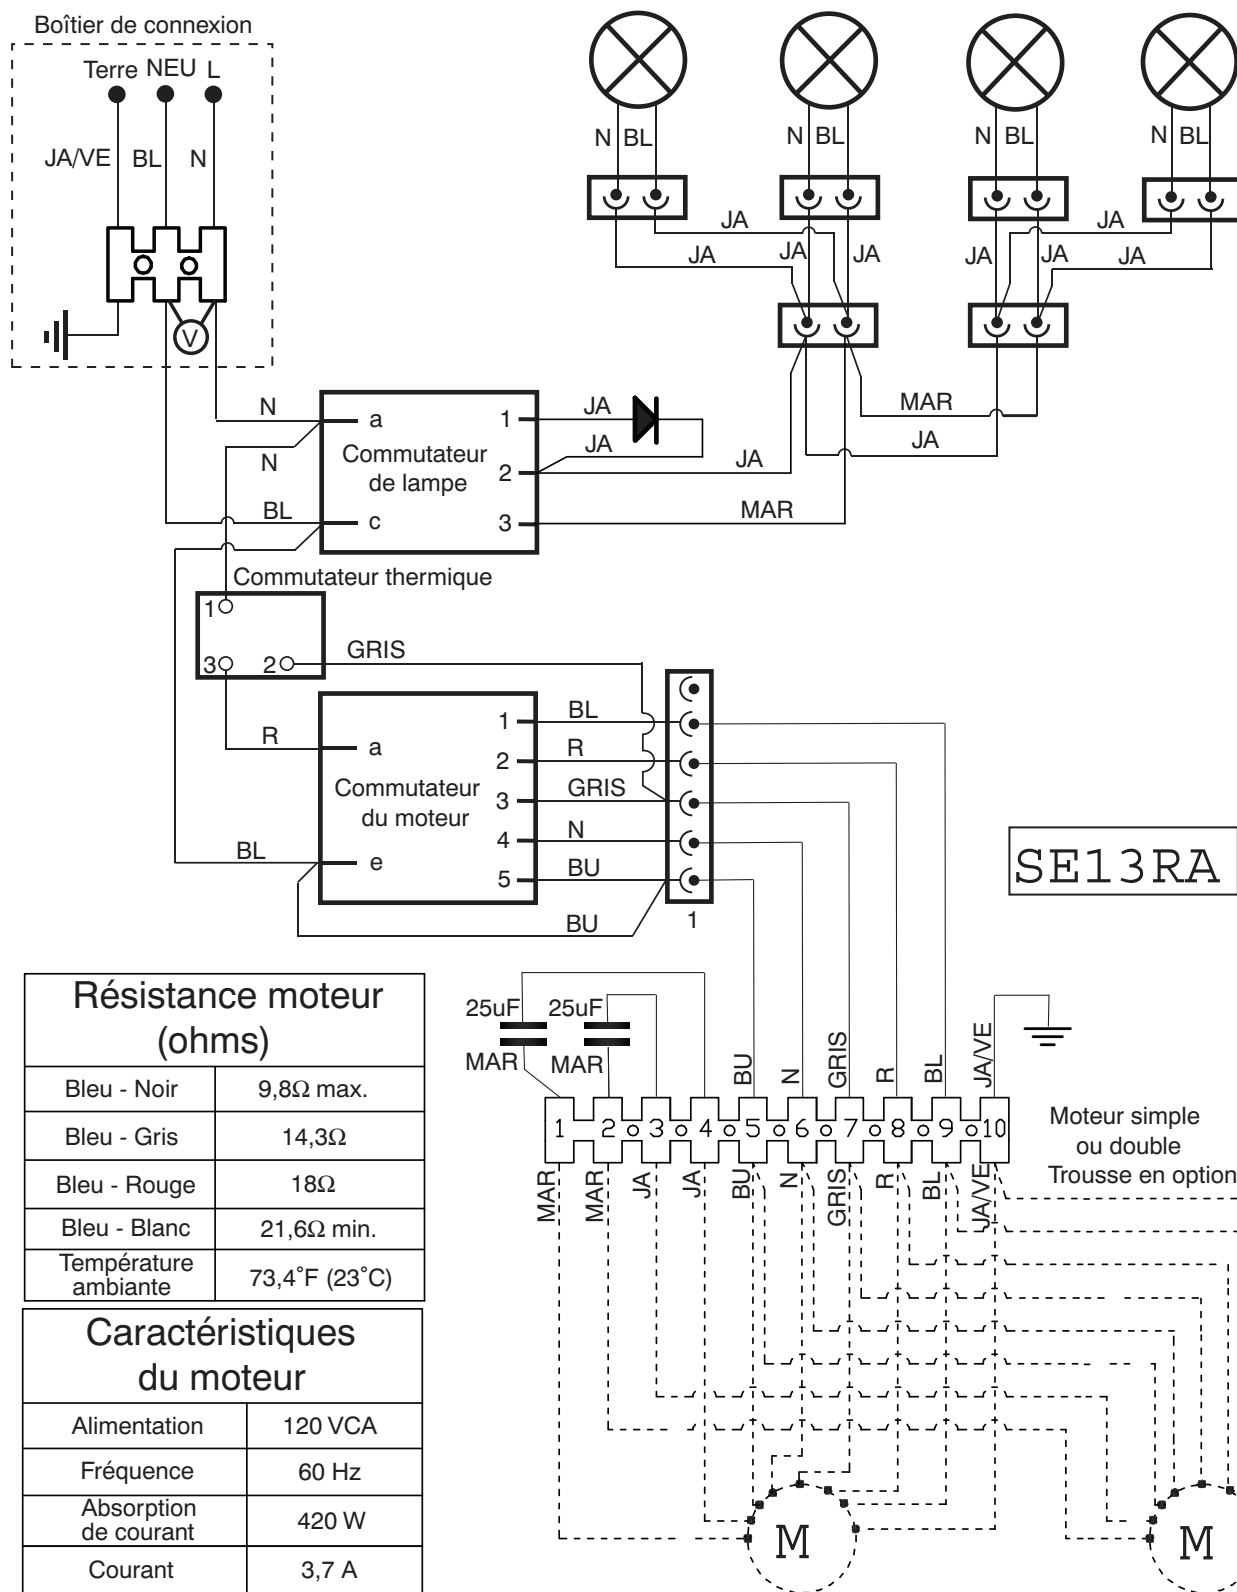 Boîtier de connexion
Terre NEU L
JA/VE BL N
V
N BL N BL N BL N BL
JA JA
JA JA JA JA
JA JA
N a 1 JA
JA
Commutateur
de lampe
N 2 JA
BL c 3 MAR
MAR
JA
Commutateur thermique
1
3 2 GRIS
R a
Commutateur
du moteur
BL e
1 BL
2 R
3 GRIS
4 N
5 BU
BU
1
SE13RA
Résistance moteur
(ohms)
Bleu - Noir 9,8Ω max.
Bleu - Gris 14,3Ω
Bleu - Rouge 18Ω
Bleu - Blanc 21,6Ω min.
Température
ambiante 73,4°F (23°C)
Caractéristiques
du moteur
Alimentation 120 VCA
Fréquence 60 Hz
Absorption
de courant 420 W
Courant 3,7 A
25uF 25uF
MAR MAR
BU N GRIS R BL JA/VE
1 2 3 4 5 6 7 8 9 10
MAR MAR JA JA BU N GRIS R BL JA/VE
Moteur simple
ou double
Trousse en option
M M